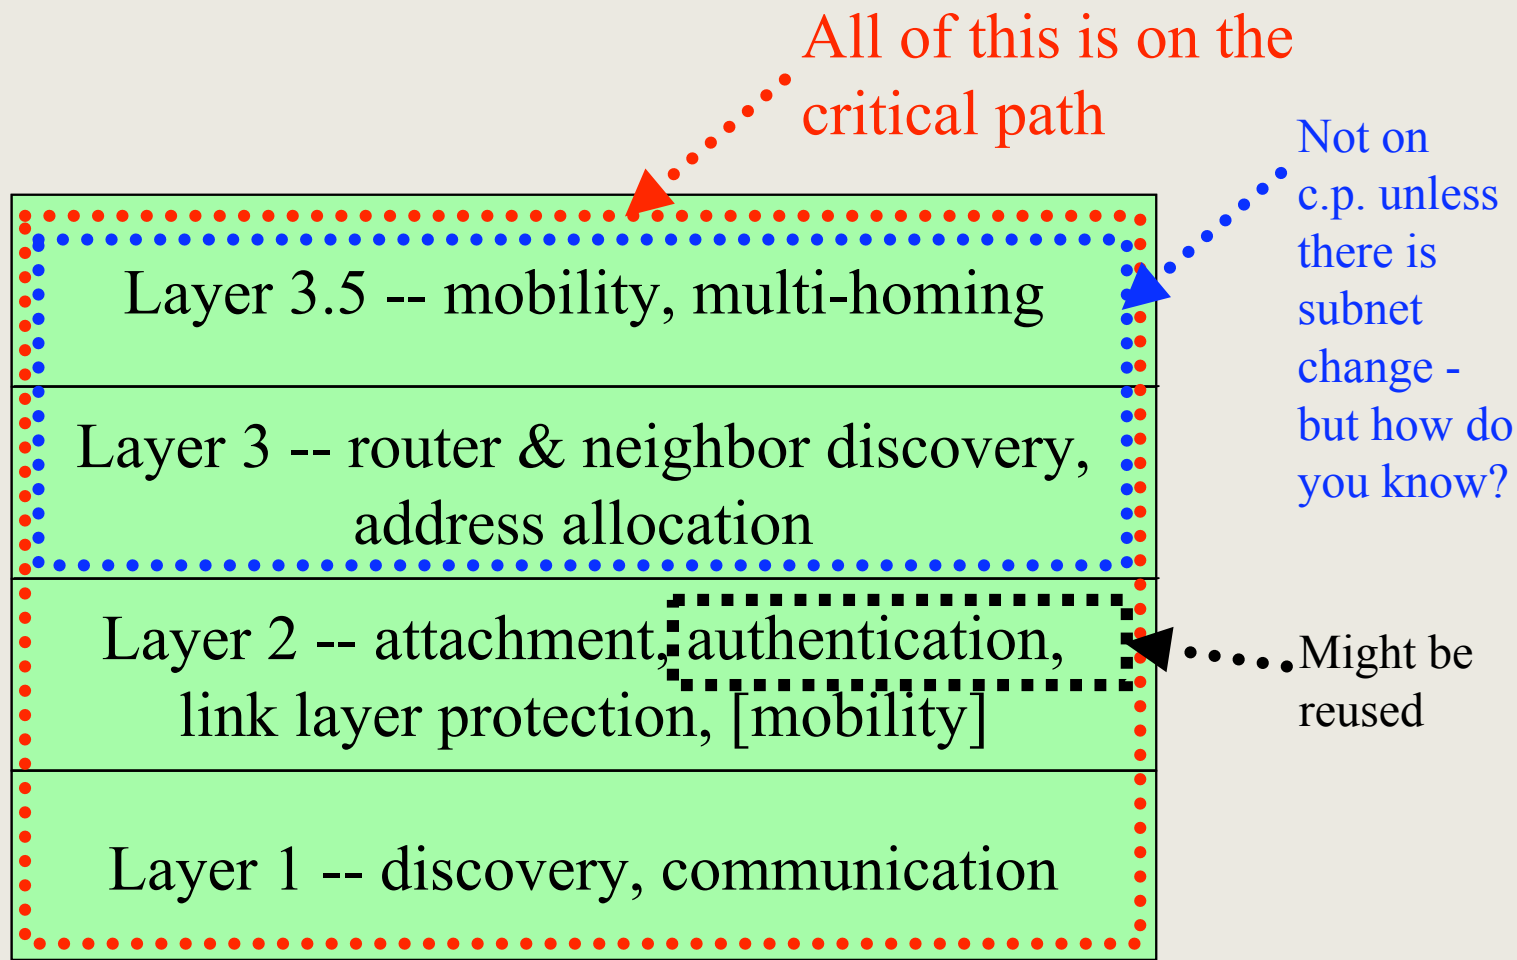 All of this is on the
critical path
Not on
c.p. unless
there is
subnet
change -
but how do
you know?
Layer 3.5 -- mobility, multi-homing
Layer 3 -- router & neighbor discovery,
address allocation
Layer 2 -- attachment, authentication,
link layer protection, [mobility]
Might be
reused
Layer 1 -- discovery, communication